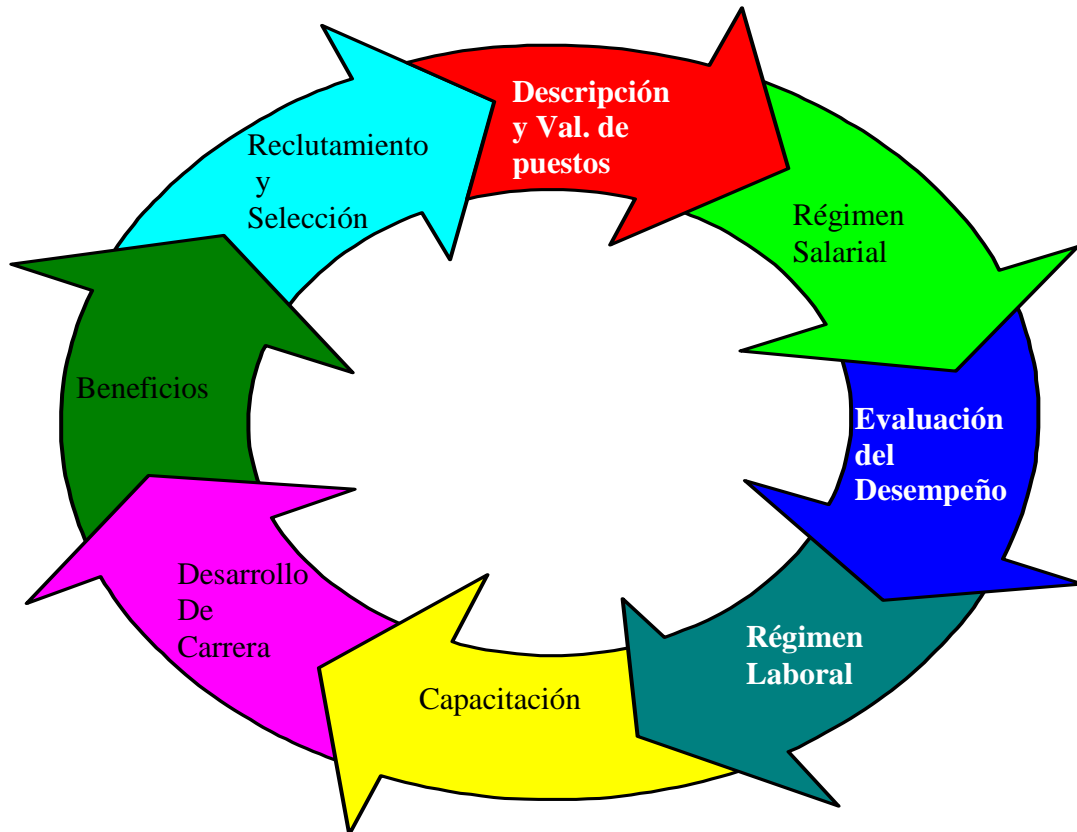 Descripción
y Val. de
puestos
Régimen
Salarial
Evaluación
del
Desempeño
Régimen
Laboral
Capacitación
Desarrollo
De
Carrera
Beneficios
Reclutamiento
y
Selección